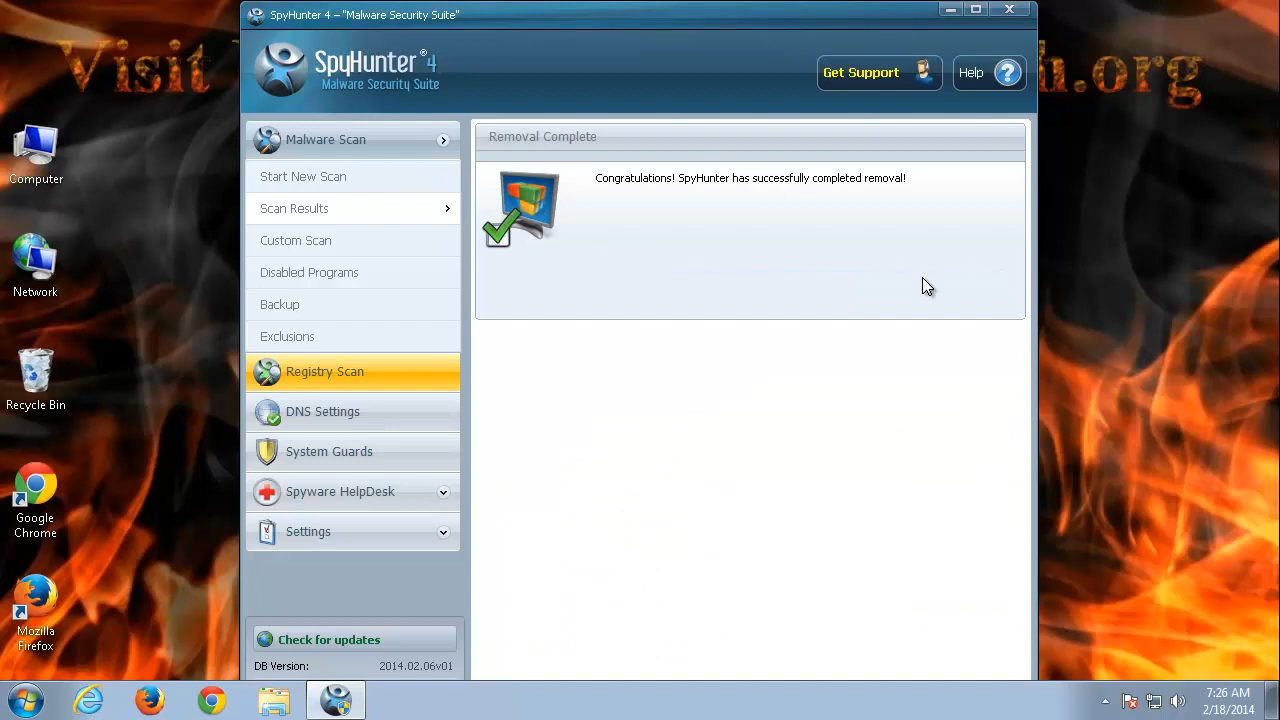 SpyHunter 4 – "Malware Security Suite"
Visit
h.org
SpyHunter® 4
Malware Security Suite
Get Support
Help
?
Malware Scan
Start New Scan
Scan Results
Custom Scan
Disabled Programs
Backup
Exclusions
Registry Scan
DNS Settings
System Guards
Spyware HelpDesk
Settings
Check for updates
DB Version: 2014.02.06v01
Removal Complete
Congratulations! SpyHunter has successfully completed removal!
Computer
Network
Recycle Bin
Google
Chrome
Mozilla
Firefox
7:26 AM
2/18/2014